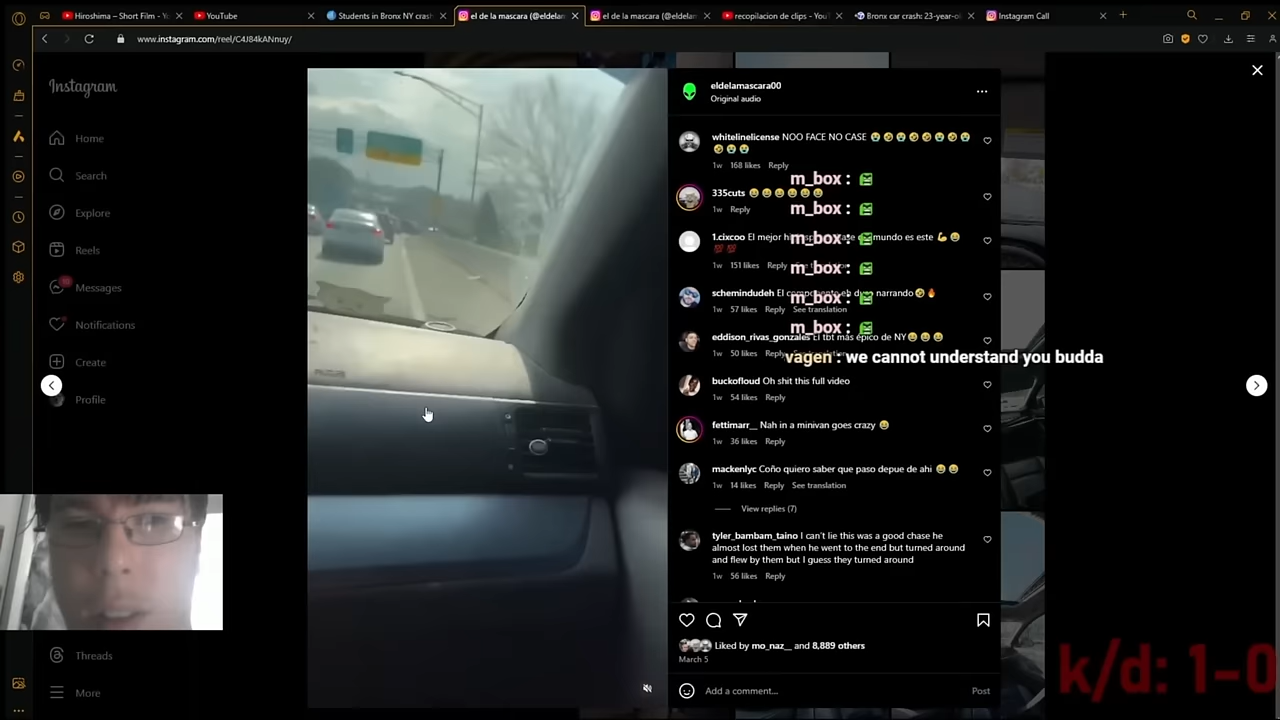 Hiroshima – Short Film - Y
YouTube
Students in Bronx NY crash
el de la mascara (@eldelan
el de la mascara (@eldelam
recopilacion de clips - YouT
Bronx car crash: 23-year-o
Instagram Call
www.instagram.com/reel/C4J84kANnuy/
Instagram
Home
Search
Explore
Reels
Messages
Notifications
Create
Profile
Threads
More
eldelamascara00
Original audio
whitelinelicense NOO FACE NO CASE 😭🤣😭🤣🤣😭🤣😭🤣😭😭
1w 168 likes Reply
335cuts 😆😆😆😆😆😆
1w Reply
1.cixcoo El mejor mundo es este 💪😆
💯💯
1w 151 likes Reply
schemindudeh El narrando🤣🔥
1w 57 likes Reply See translation
eddison_rivas_gonzales El tbt más épico de NY😆😆😆
1w 50 likes
buckofloud Oh shit this full video
1w 54 likes Reply
fettimarr__ Nah in a minivan goes crazy 😆
1w 36 likes Reply
mackenlyc Coño quiero saber que paso depue de ahi 😆😆
1w 14 likes Reply See translation
View replies (7)
tyler_bambam_taino I can't lie this was a good chase he
almost lost them when he went to the end but turned around
and flew by them but I guess they turned around
1w 56 likes Reply
Liked by mo_naz__ and 8,889 others
March 5
Add a comment...
Post
m_box :
m_box :
m_box :
m_box :
m_box :
m_box :
vagen : we cannot understand you budda
k/d: 1-0